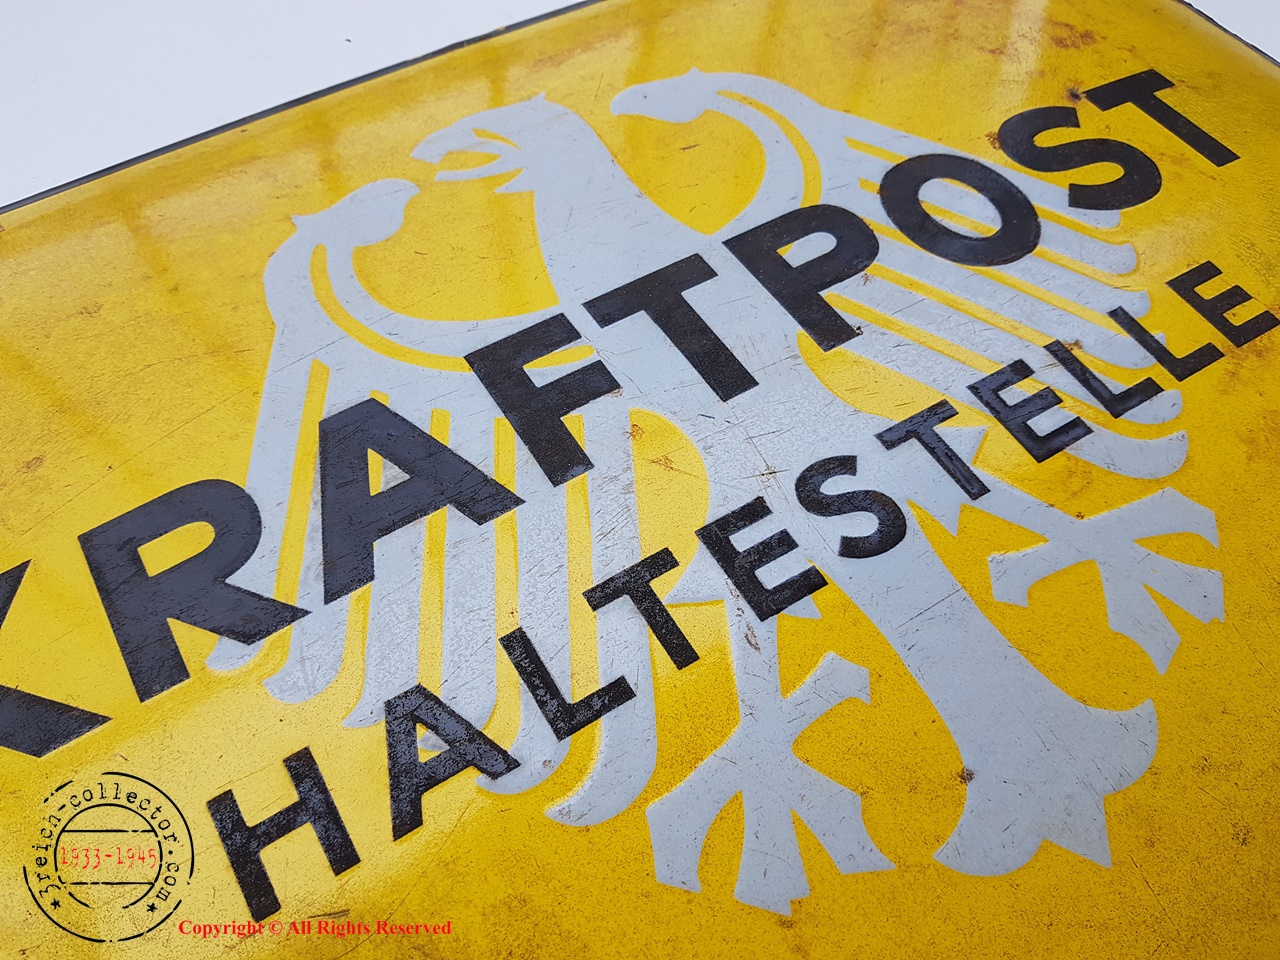 KRAFTPOST
HALTESTELLE
3reich-collector.com
1933-1945
Copyright © All Rights Reserved